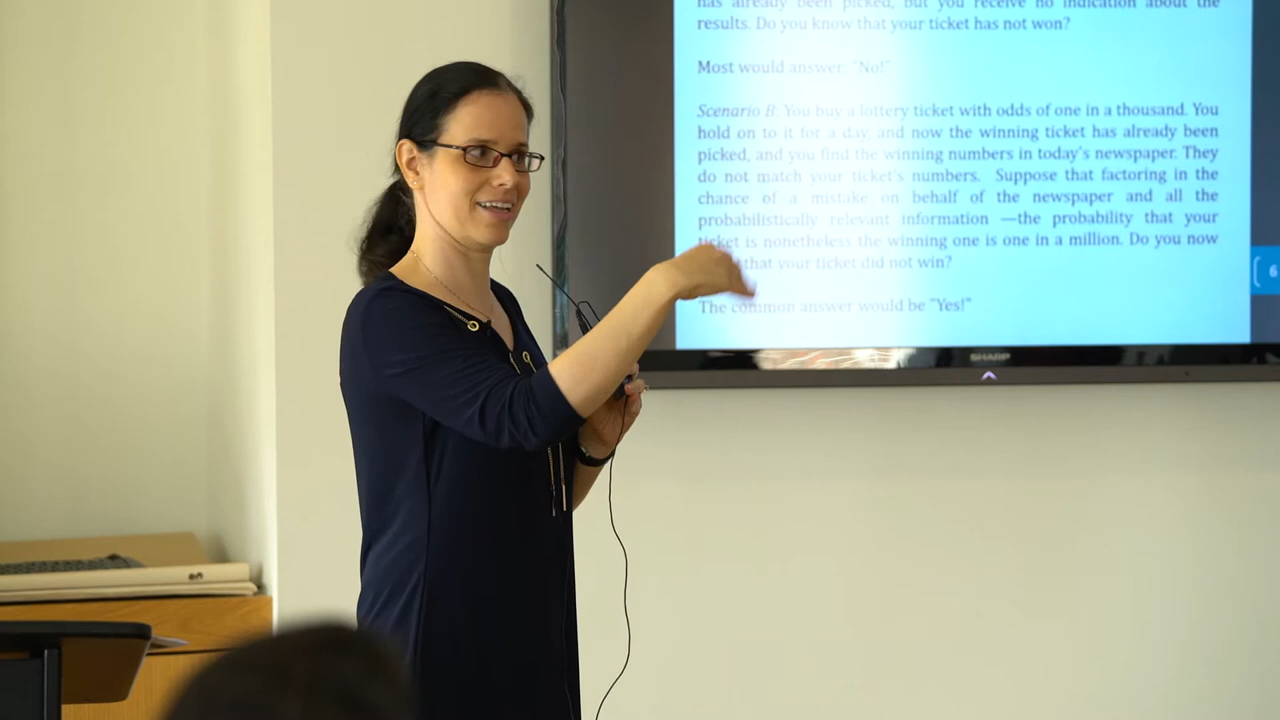 has already been picked, but you receive no indication about the
results. Do you know that your ticket has not won?
Most would answer: "No!"
Scenario B: You buy a lottery ticket with odds of one in a thousand. You
hold on to it for a day, and now the winning ticket has already been
picked, and you find the winning numbers in today's newspaper. They
do not match your ticket's numbers. Suppose that factoring in the
chance of a mistake on behalf of the newspaper and all the
probabilistically relevant information —the probability that your
ticket is nonetheless the winning one is one in a million. Do you now
that your ticket did not win?
The common answer would be "Yes!"
6
SHARP